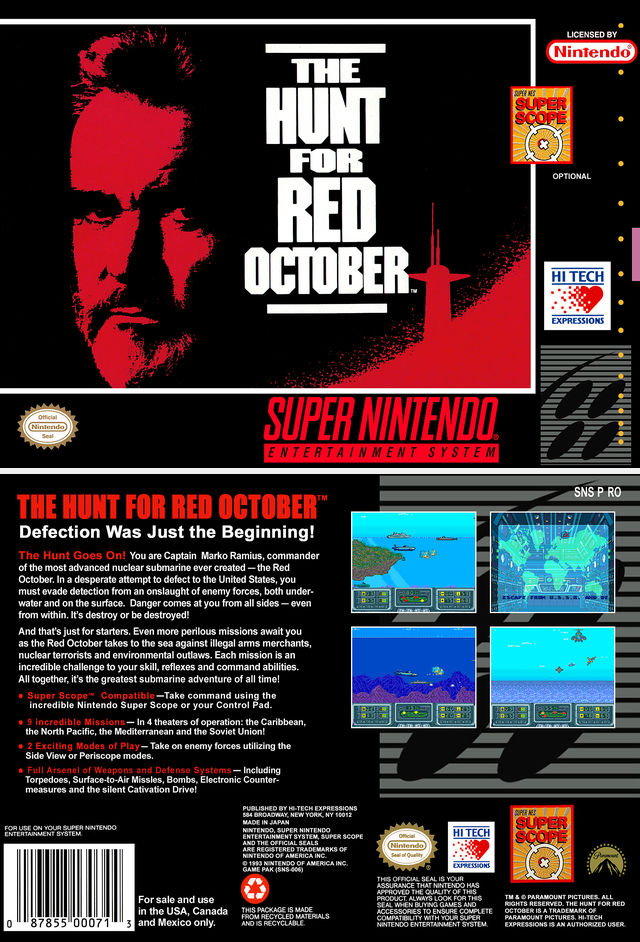 LICENSED BY
Nintendo®
THE
HUNT
FOR
RED
OCTOBER™
SUPER NES
SUPER
SCOPE
OPTIONAL
HI TECH
EXPRESSIONS
Official
Nintendo
Seal
SUPER NINTENDO®
ENTERTAINMENT SYSTEM
SNS P RO
THE HUNT FOR RED OCTOBER™
Defection Was Just the Beginning!
The Hunt Goes On! You are Captain Marko Ramius, commander
of the most advanced nuclear submarine ever created — the Red
October. In a desperate attempt to defect to the United States, you
must evade detection from an onslaught of enemy forces, both under-
water and on the surface. Danger comes at you from all sides — even
from within. It's destroy or be destroyed!
And that's just for starters. Even more perilous missions await you
as the Red October takes to the sea against illegal arms merchants,
nuclear terrorists and environmental outlaws. Each mission is an
incredible challenge to your skill, reflexes and command abilities.
All together, it's the greatest submarine adventure of all time!
• Super Scope™ Compatible —Take command using the
incredible Nintendo Super Scope or your Control Pad.
• 9 incredible Missions — In 4 theaters of operation: the Caribbean,
the North Pacific, the Mediterranean and the Soviet Union!
• 2 Exciting Modes of Play — Take on enemy forces utilizing the
Side View or Periscope modes.
• Full Arsenel of Weapons and Defense Systems — Including
Torpedoes, Surface-to-Air Missles, Bombs, Electronic Counter-
measures and the silent Cativation Drive!
ESCAPE FROM U.S.S.R.
FOR USE ON YOUR SUPER NINTENDO
ENTERTAINMENT SYSTEM.
0 87855 00071 3
For sale and use
in the USA, Canada
and Mexico only.
PUBLISHED BY HI-TECH EXPRESSIONS
584 BROADWAY, NEW YORK, NY 10012
MADE IN JAPAN
NINTENDO, SUPER NINTENDO
ENTERTAINMENT SYSTEM, SUPER SCOPE
AND THE OFFICIAL SEALS
ARE REGISTERED TRADEMARKS OF
NINTENDO OF AMERICA INC.
© 1993 NINTENDO OF AMERICA INC.
GAME PAK (SNS-006)
THIS PACKAGE IS MADE
FROM RECYCLED MATERIALS
AND IS RECYCLABLE.
Official
Nintendo
Seal of Quality
THIS OFFICIAL SEAL IS YOUR
ASSURANCE THAT NINTENDO HAS
APPROVED THE QUALITY OF THIS
PRODUCT. ALWAYS LOOK FOR THIS
SEAL WHEN BUYING GAMES AND
ACCESSORIES TO ENSURE COMPLETE
COMPATIBILITY WITH YOUR SUPER
NINTENDO ENTERTAINMENT SYSTEM.
HI TECH
EXPRESSIONS
SUPER NES
SUPER
SCOPE
Paramount
TM & © PARAMOUNT PICTURES. ALL
RIGHTS RESERVED. THE HUNT FOR RED
OCTOBER IS A TRADEMARK OF
PARAMOUNT PICTURES. HI-TECH
EXPRESSIONS IS AN AUTHORIZED USER.